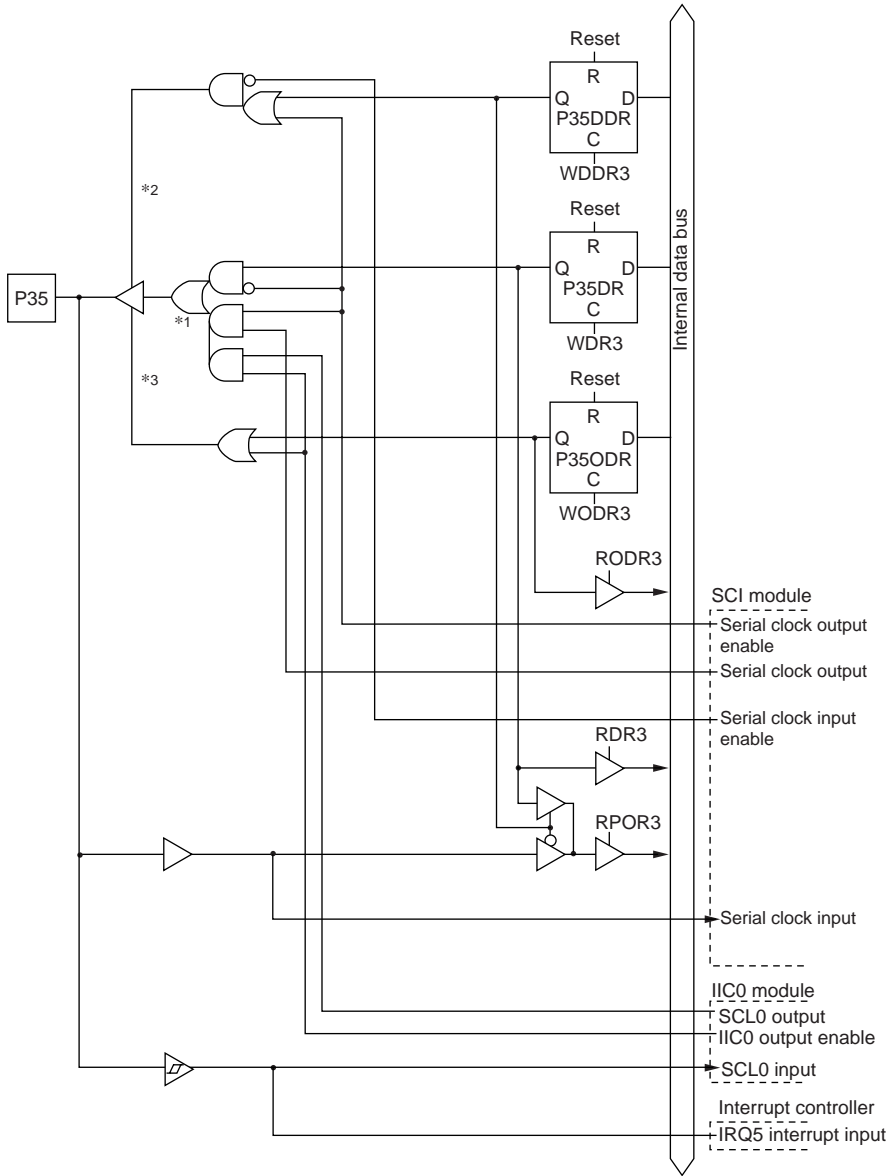 Reset
R
Q D
P35DDR
C
WDDR3
*2
Reset
R
Q D
P35DR
C
WDR3
Internal data bus
P35
*1
*3
Reset
R
Q D
P35ODR
C
WODR3
RODR3
SCI module
Serial clock output
enable
Serial clock output
Serial clock input
enable
RDR3
RPOR3
Serial clock input
IIC0 module
SCL0 output
IIC0 output enable
SCL0 input
Interrupt controller
IRQ5 interrupt input